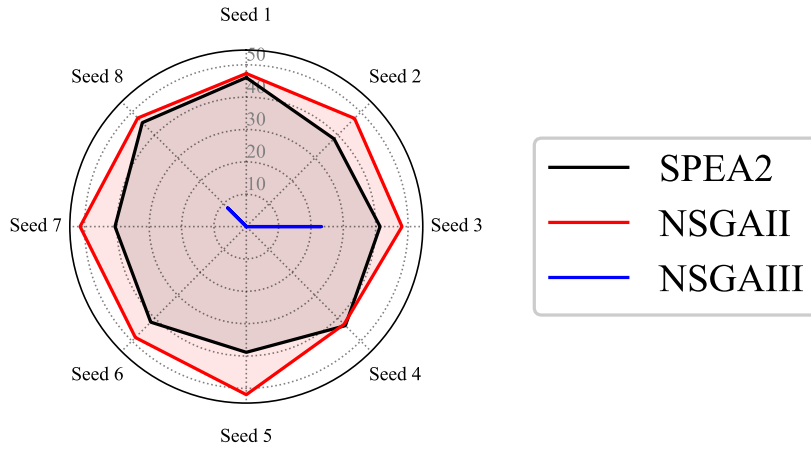 Seed 1
Seed 8
Seed 2
50
40
30
20
10
Seed 7
Seed 3
Seed 6
Seed 4
Seed 5
SPEA2
NSGAII
NSGAIII